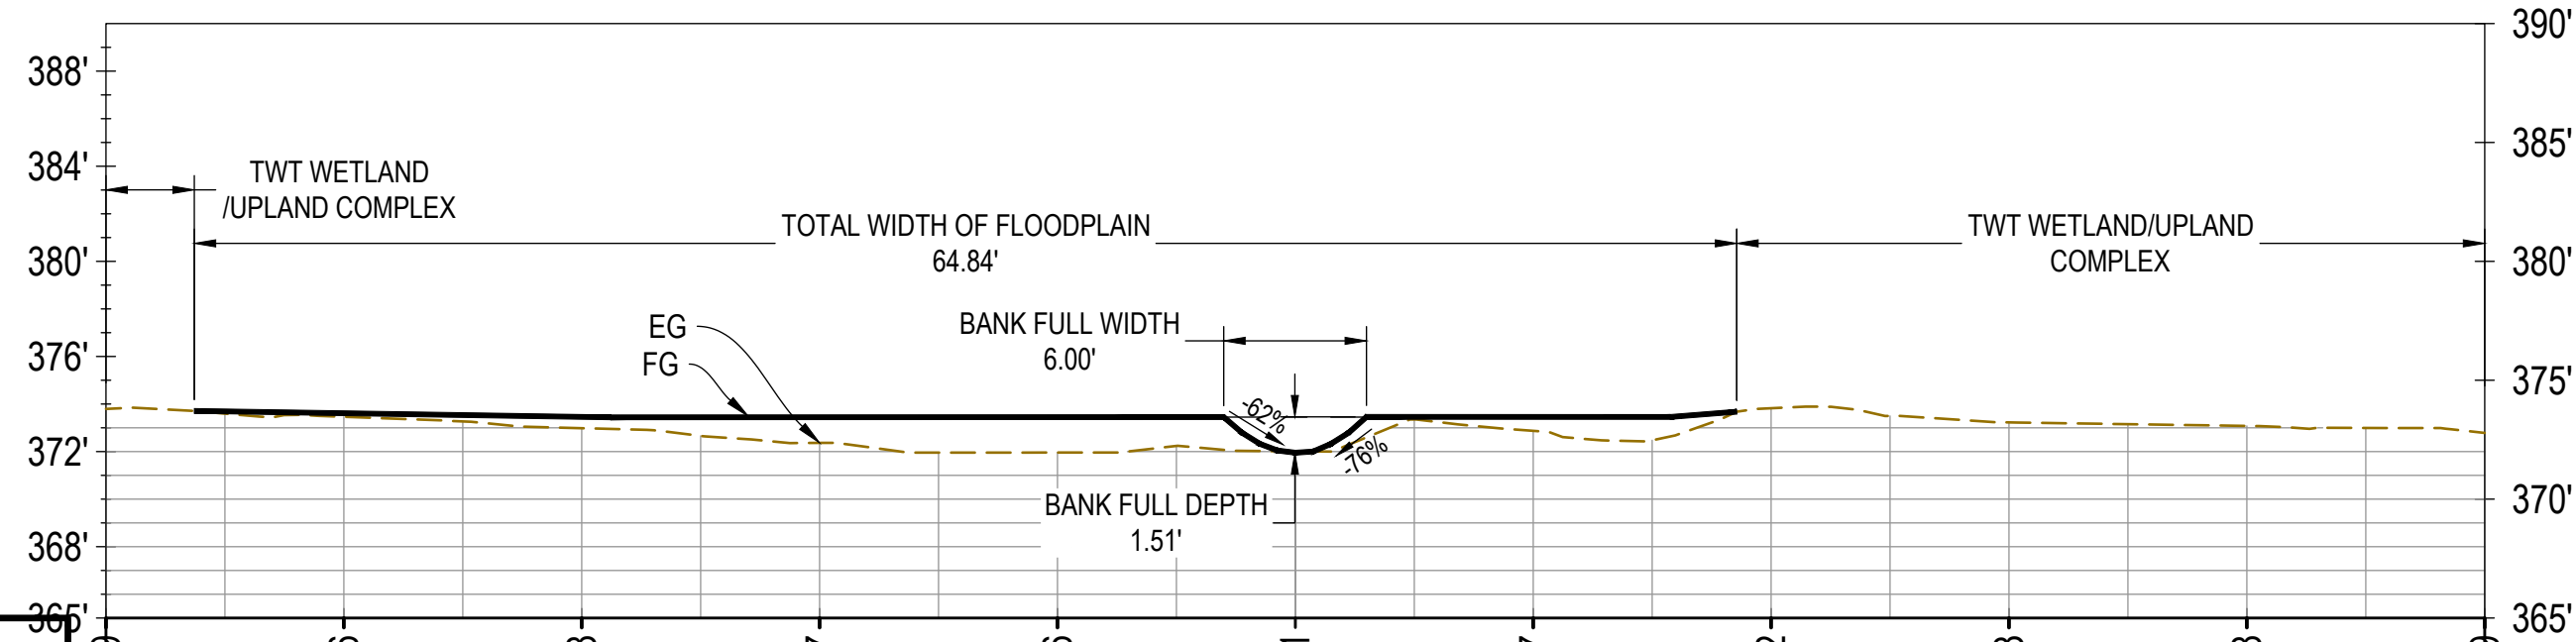 390'
388'
385'
384'
TWT WETLAND
/UPLAND COMPLEX
TOTAL WIDTH OF FLOODPLAIN
64.84'
TWT WETLAND/UPLAND
COMPLEX
380'
380'
EG
FG
BANK FULL WIDTH
6.00'
376'
375'
-62%
-76%
372'
370'
BANK FULL DEPTH
1.51'
368'
365'
365'